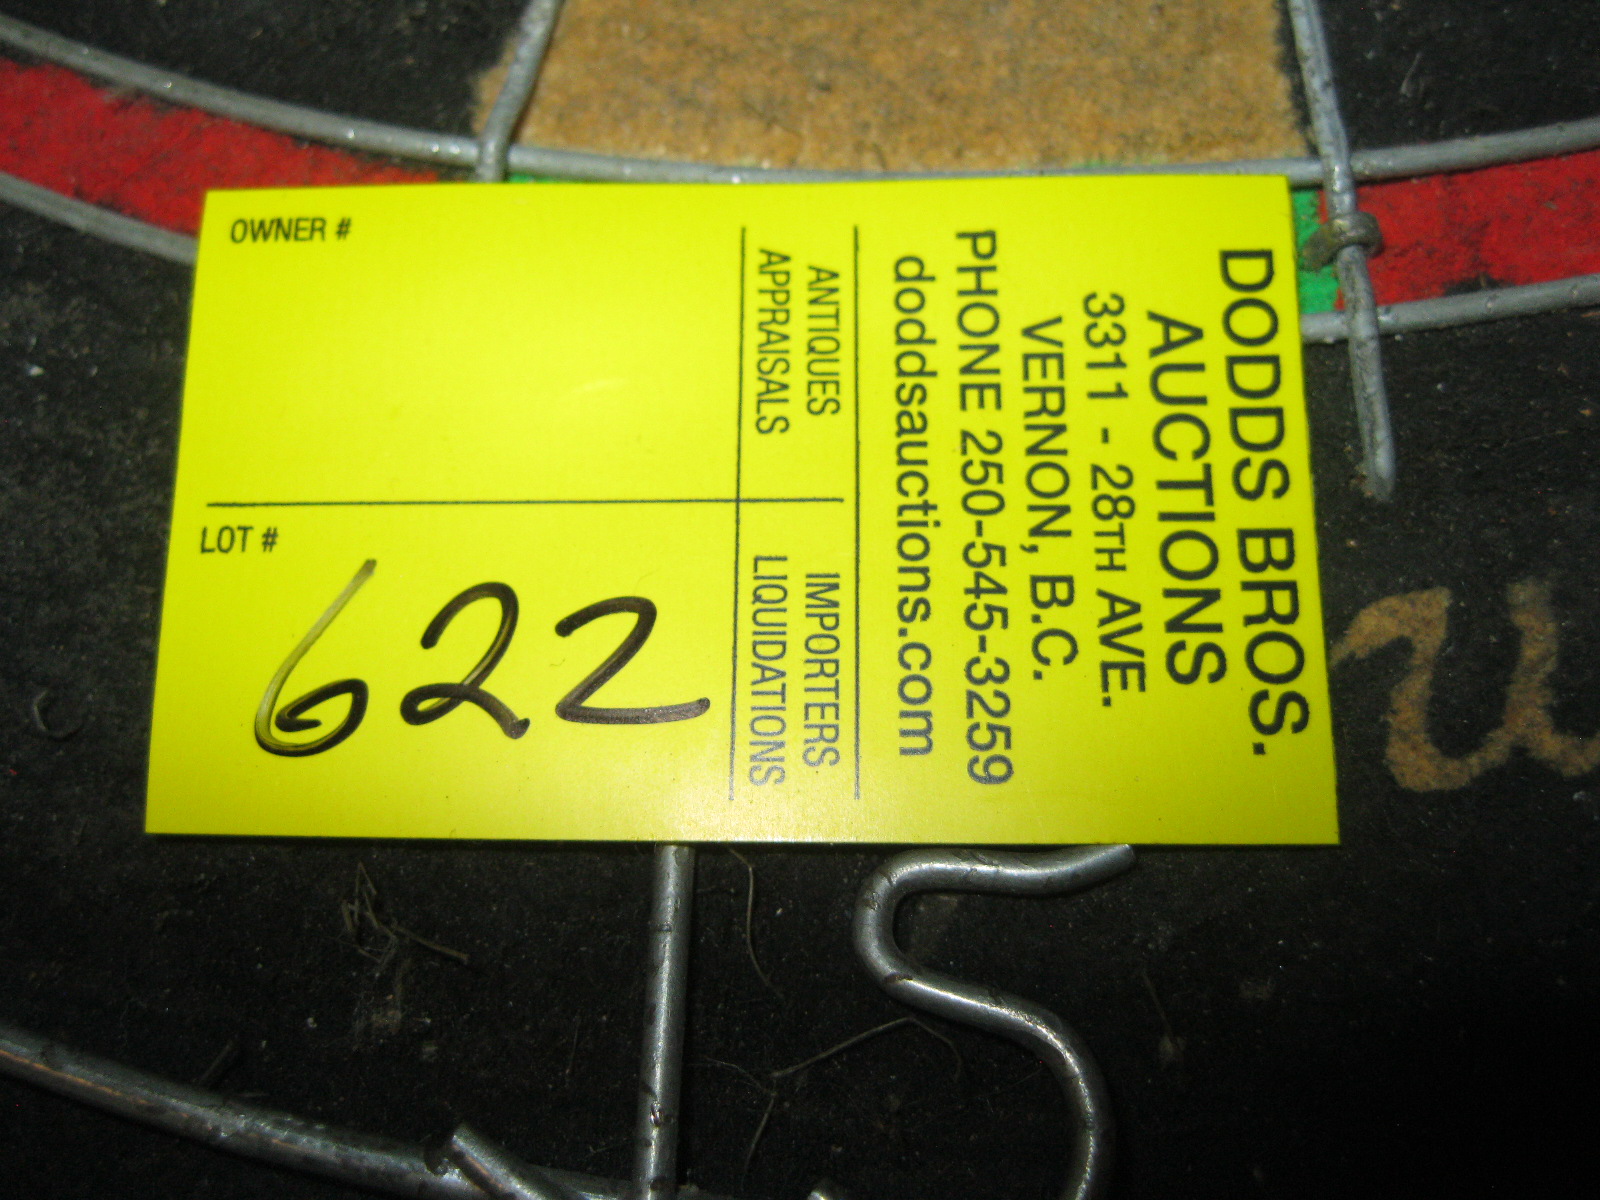 DODDS BROS.
AUCTIONS
3311 - 28TH AVE.
VERNON, B.C.
PHONE 250-545-3259
doddsauctions.com
ANTIQUES IMPORTERS
APPRAISALS LIQUIDATIONS
OWNER #
LOT # 622
15